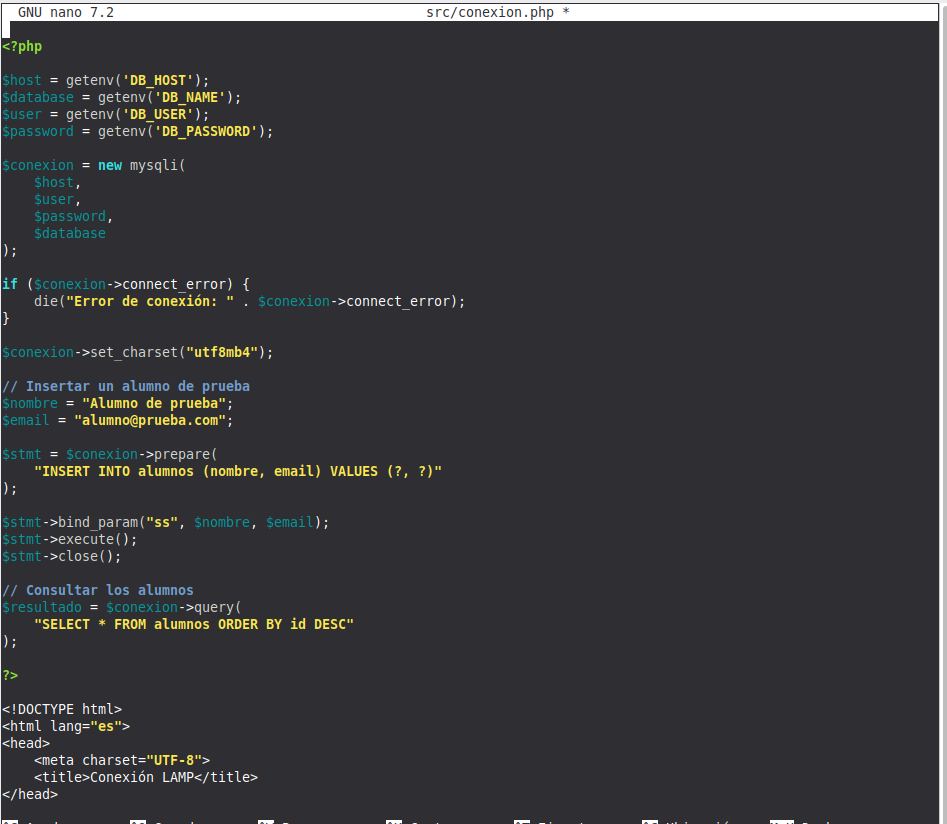 GNU nano 7.2 src/conexion.php *
<?php
$host = getenv('DB_HOST');
$database = getenv('DB_NAME');
$user = getenv('DB_USER');
$password = getenv('DB_PASSWORD');
$conexion = new mysqli(
    $host,
    $user,
    $password,
    $database
);
if ($conexion->connect_error) {
    die("Error de conexión: " . $conexion->connect_error);
}
$conexion->set_charset("utf8mb4");
// Insertar un alumno de prueba
$nombre = "Alumno de prueba";
$email = "alumno@prueba.com";
$stmt = $conexion->prepare(
    "INSERT INTO alumnos (nombre, email) VALUES (?, ?)"
);
$stmt->bind_param("ss", $nombre, $email);
$stmt->execute();
$stmt->close();
// Consultar los alumnos
$resultado = $conexion->query(
    "SELECT * FROM alumnos ORDER BY id DESC"
);
?>
<!DOCTYPE html>
<html lang="es">
<head>
    <meta charset="UTF-8">
    <title>Conexión LAMP</title>
</head>